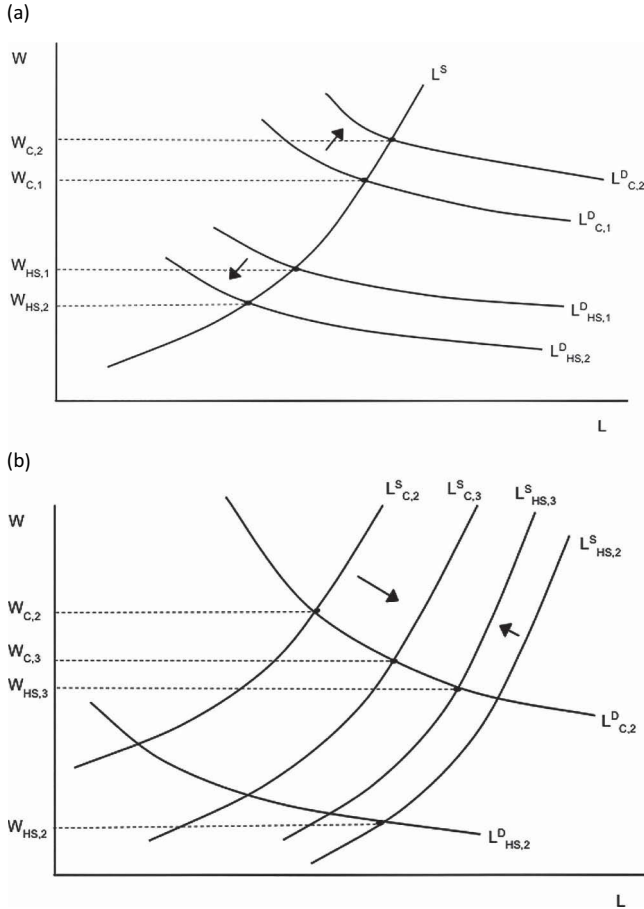 (a)
W
L^S
W_C,2
L^D_C,2
W_C,1
L^D_C,1
W_HS,1
L^D_HS,1
W_HS,2
L^D_HS,2
L
(b)
L^S_C,2
L^S_C,3
L^S_HS,3
W
L^S_HS,2
W_C,2
W_C,3
W_HS,3
L^D_C,2
W_HS,2
L^D_HS,2
L